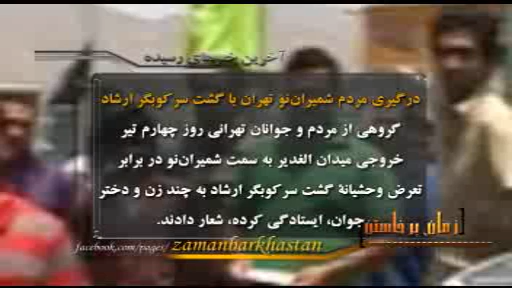 آخرین خبرهای رسیده
درگیری مردم شمیران‌نو تهران با گشت سرکوبگر ارشاد
گروهی از مردم و جوانان تهرانی روز چهارم تیر
خروجی میدان الغدیر به سمت شمیران‌نو در برابر
تعرض وحشیانهٔ گشت سرکوبگر ارشاد به چند زن و دختر
جوان، ایستادگی کرده، شعار دادند.
زمان برخاستن
facebook.com/pages/ zamanbarkhastan